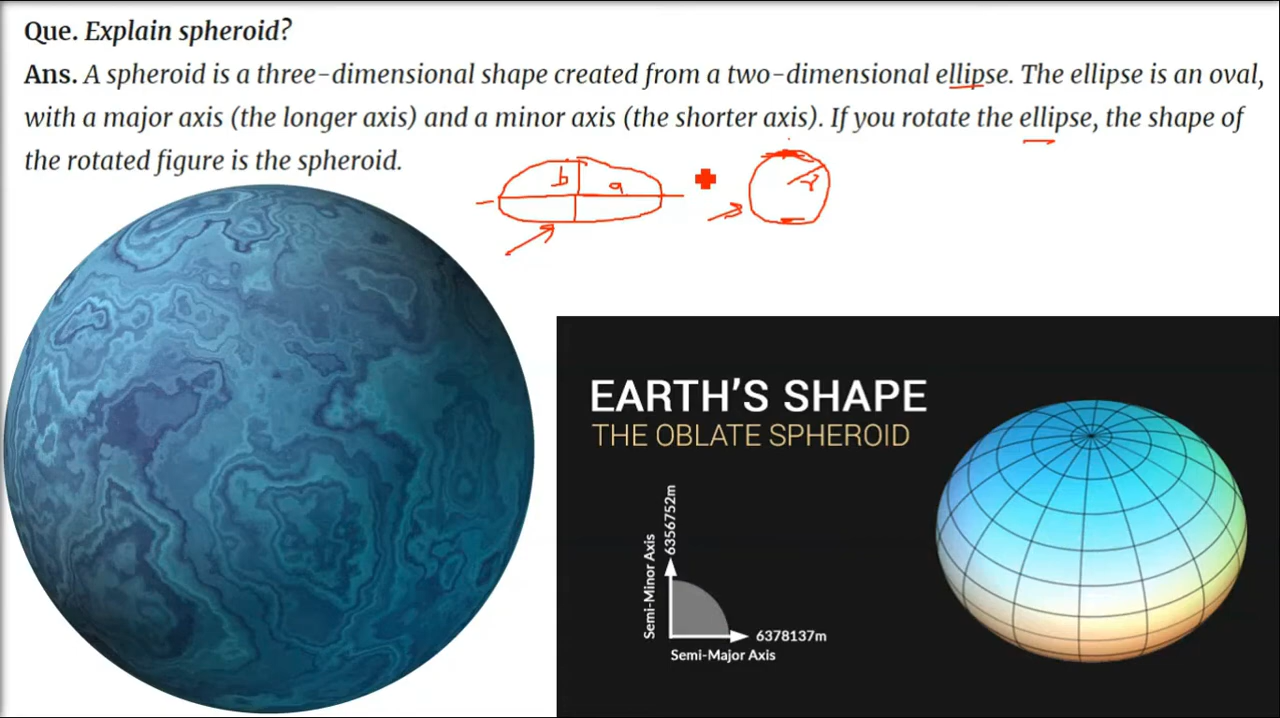 Que. Explain spheroid?
Ans. A spheroid is a three-dimensional shape created from a two-dimensional ellipse. The ellipse is an oval,
with a major axis (the longer axis) and a minor axis (the shorter axis). If you rotate the ellipse, the shape of
the rotated figure is the spheroid.
b a r
EARTH'S SHAPE
THE OBLATE SPHEROID
Semi-Minor Axis
6356752m
6378137m
Semi-Major Axis